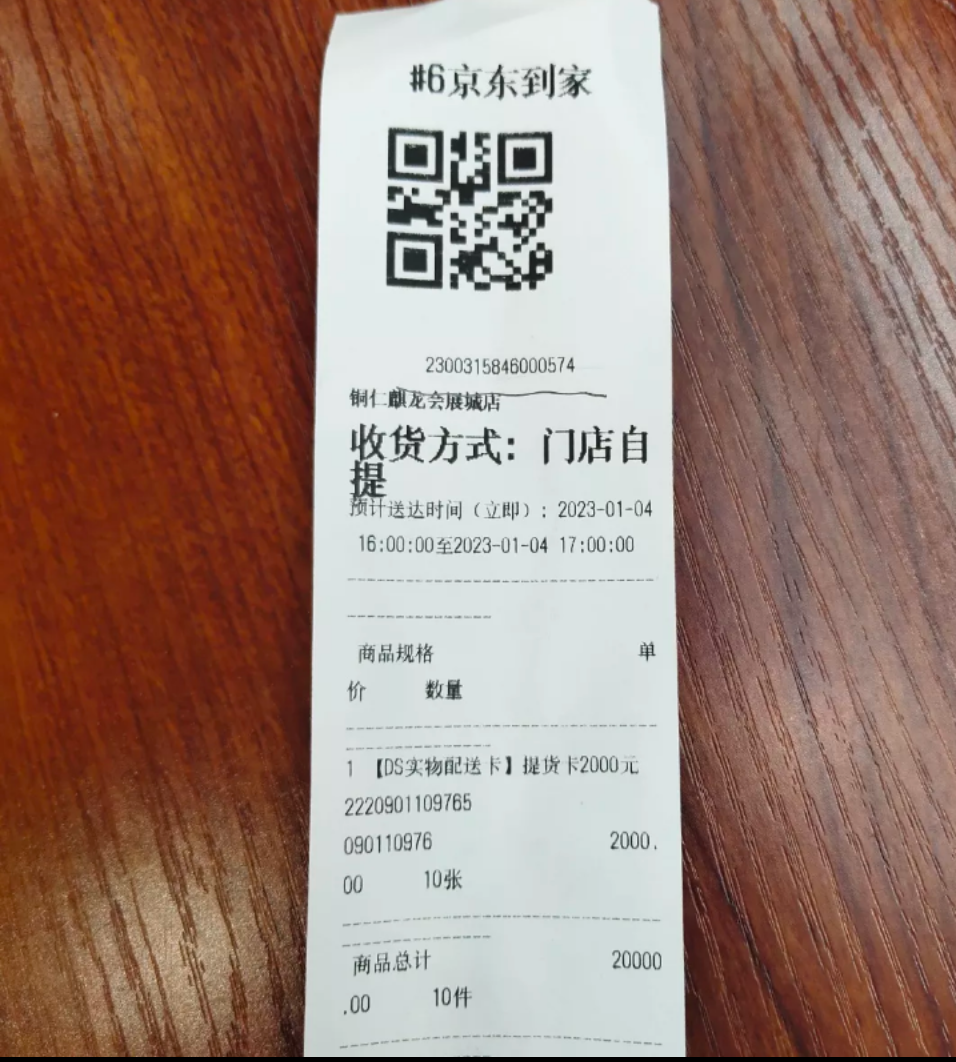 #6京东到家
2300315846000574
铜仁麒龙会展城店
收货方式：门店自
提
预计送达时间（立即）：2023-01-04
16:00:00至2023-01-04 17:00:00
商品规格 单
价 数量
1 【DS实物配送卡】提货卡2000元
2220901109765
090110976 2000.
00 10张
商品总计 20000
.00 10件